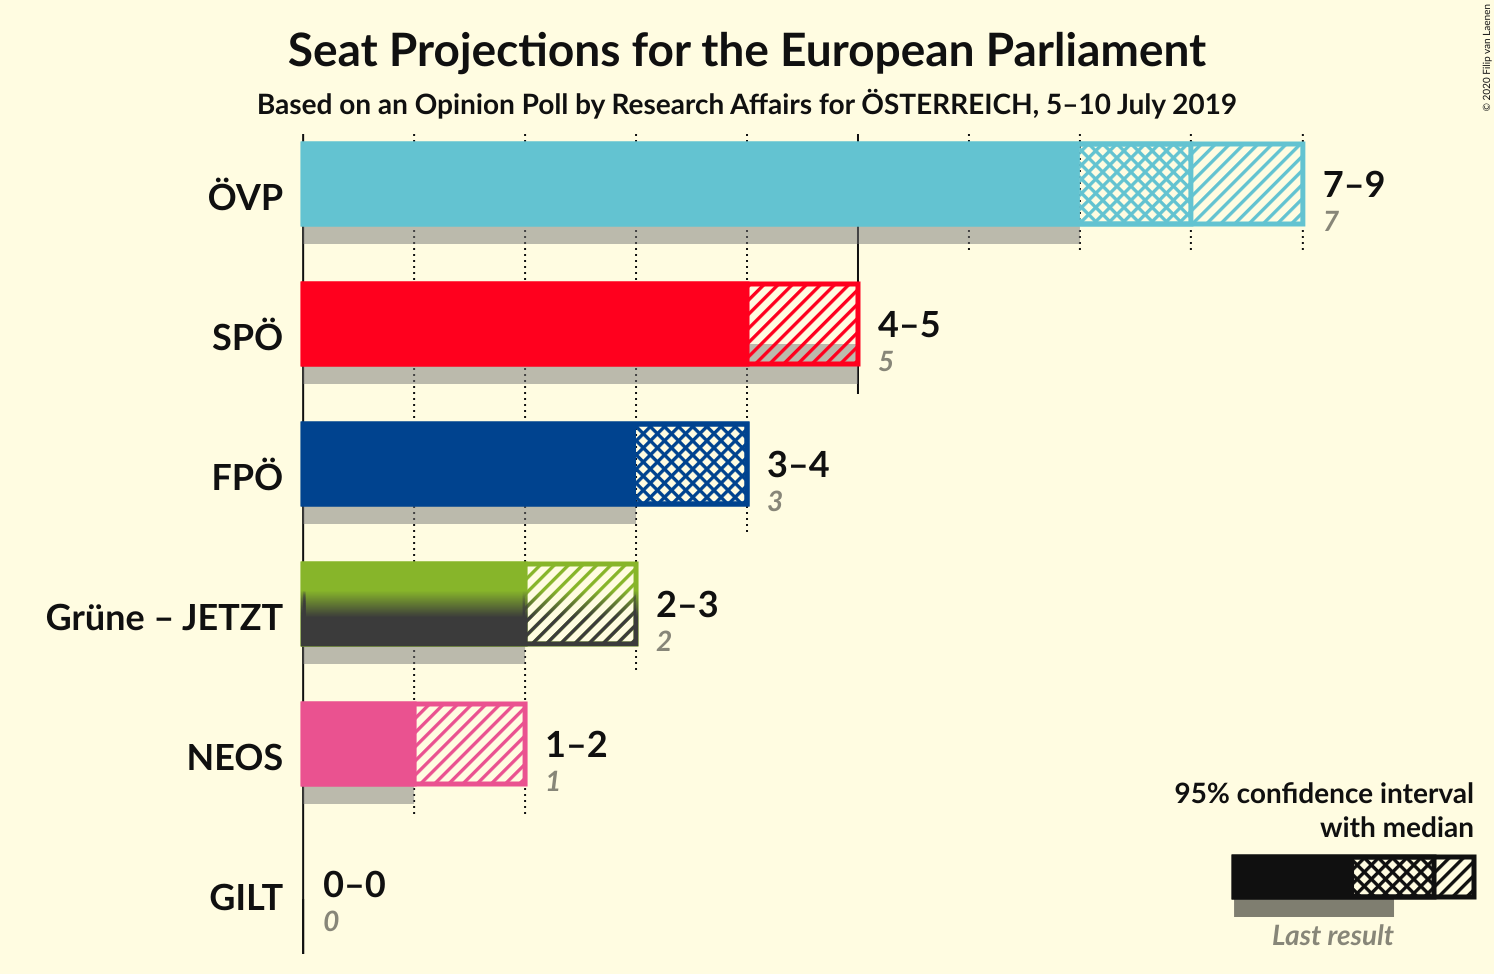 Seat Projections for the European Parliament
Based on an Opinion Poll by Research Affairs for ÖSTERREICH, 5–10 July 2019
© 2020 Filip van Laenen
ÖVP
7–9
7
SPÖ
4–5
5
FPÖ
3–4
3
Grüne – JETZT
2–3
2
NEOS
1–2
1
GILT
0–0
0
95% confidence interval
with median
Last result